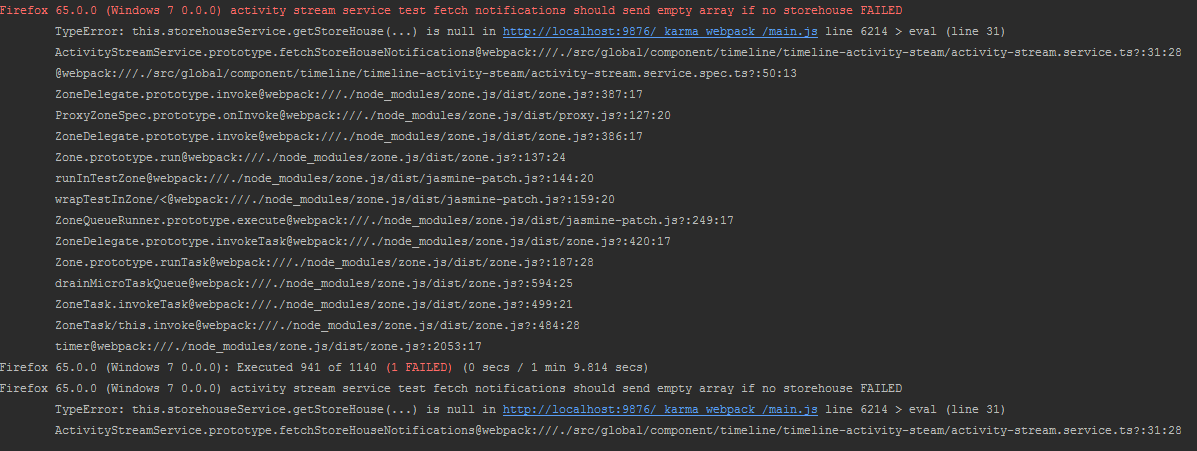 Firefox 65.0.0 (Windows 7 0.0.0) activity stream service test fetch notifications should send empty array if no storehouse FAILED
TypeError: this.storehouseService.getStoreHouse(...) is null in http://localhost:9876/_karma_webpack_/main.js line 6214 > eval (line 31)
ActivityStreamService.prototype.fetchStoreHouseNotifications@webpack:///./src/global/component/timeline/timeline-activity-steam/activity-stream.service.ts?:31:28
@webpack:///./src/global/component/timeline/timeline-activity-steam/activity-stream.service.spec.ts?:50:13
ZoneDelegate.prototype.invoke@webpack:///./node_modules/zone.js/dist/zone.js?:387:17
ProxyZoneSpec.prototype.onInvoke@webpack:///./node_modules/zone.js/dist/proxy.js?:127:20
ZoneDelegate.prototype.invoke@webpack:///./node_modules/zone.js/dist/zone.js?:386:17
Zone.prototype.run@webpack:///./node_modules/zone.js/dist/zone.js?:137:24
runInTestZone@webpack:///./node_modules/zone.js/dist/jasmine-patch.js?:144:20
wrapTestInZone/<@webpack:///./node_modules/zone.js/dist/jasmine-patch.js?:159:20
ZoneQueueRunner.prototype.execute@webpack:///./node_modules/zone.js/dist/jasmine-patch.js?:249:17
ZoneDelegate.prototype.invokeTask@webpack:///./node_modules/zone.js/dist/zone.js?:420:17
Zone.prototype.runTask@webpack:///./node_modules/zone.js/dist/zone.js?:187:28
drainMicroTaskQueue@webpack:///./node_modules/zone.js/dist/zone.js?:594:25
ZoneTask.invokeTask@webpack:///./node_modules/zone.js/dist/zone.js?:499:21
ZoneTask/this.invoke@webpack:///./node_modules/zone.js/dist/zone.js?:484:28
timer@webpack:///./node_modules/zone.js/dist/zone.js?:2053:17
Firefox 65.0.0 (Windows 7 0.0.0): Executed 941 of 1140 (1 FAILED) (0 secs / 1 min 9.814 secs)
Firefox 65.0.0 (Windows 7 0.0.0) activity stream service test fetch notifications should send empty array if no storehouse FAILED
TypeError: this.storehouseService.getStoreHouse(...) is null in http://localhost:9876/_karma_webpack_/main.js line 6214 > eval (line 31)
ActivityStreamService.prototype.fetchStoreHouseNotifications@webpack:///./src/global/component/timeline/timeline-activity-steam/activity-stream.service.ts?:31:28